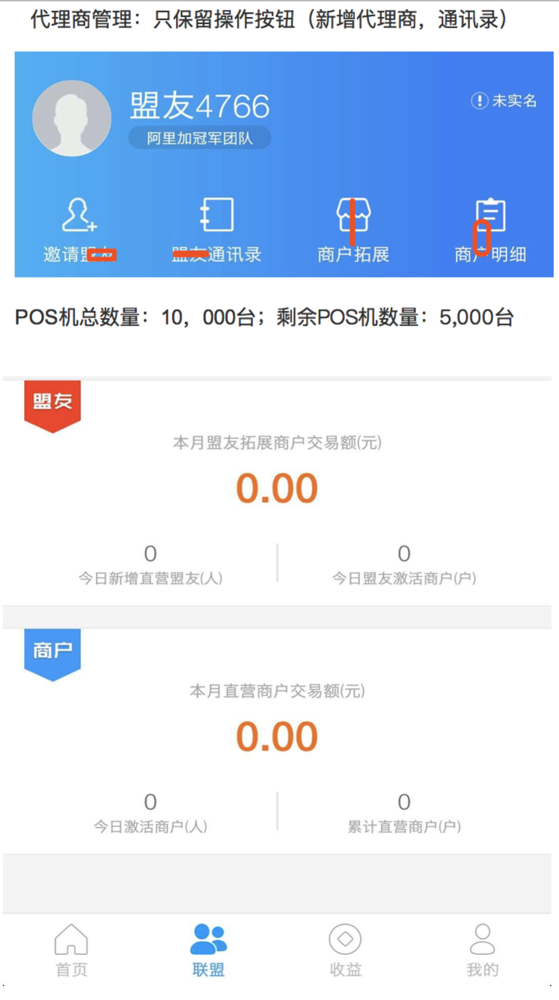 代理商管理：只保留操作按钮（新增代理商，通讯录）
盟友4766
未实名
阿里加冠军团队
邀请盟友
盟友通讯录
商户拓展
商户明细
POS机总数量：10，000台；剩余POS机数量：5,000台
盟友
本月盟友拓展商户交易额(元)
0.00
0
0
今日新增直营盟友(人)
今日盟友激活商户(户)
商户
本月直营商户交易额(元)
0.00
0
0
今日激活商户(人)
累计直营商户(户)
首页
联盟
收益
我的